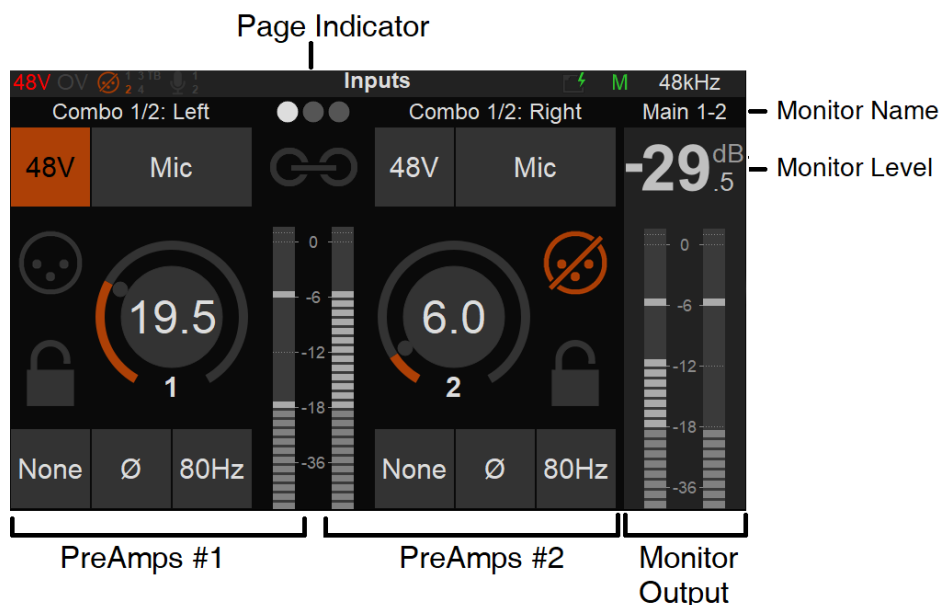 Page Indicator
48V OV 1 3 TB 2 4 1 2 Inputs M 48kHz
Combo 1/2: Left Combo 1/2: Right Main 1-2 Monitor Name
48V Mic 48V Mic -29 dB .5 Monitor Level
0 0
-6 -6
19.5 6.0
-12 -12
1 2
-18 -18
None Ø 80Hz -36 None Ø 80Hz -36
PreAmps #1 PreAmps #2 Monitor
Output